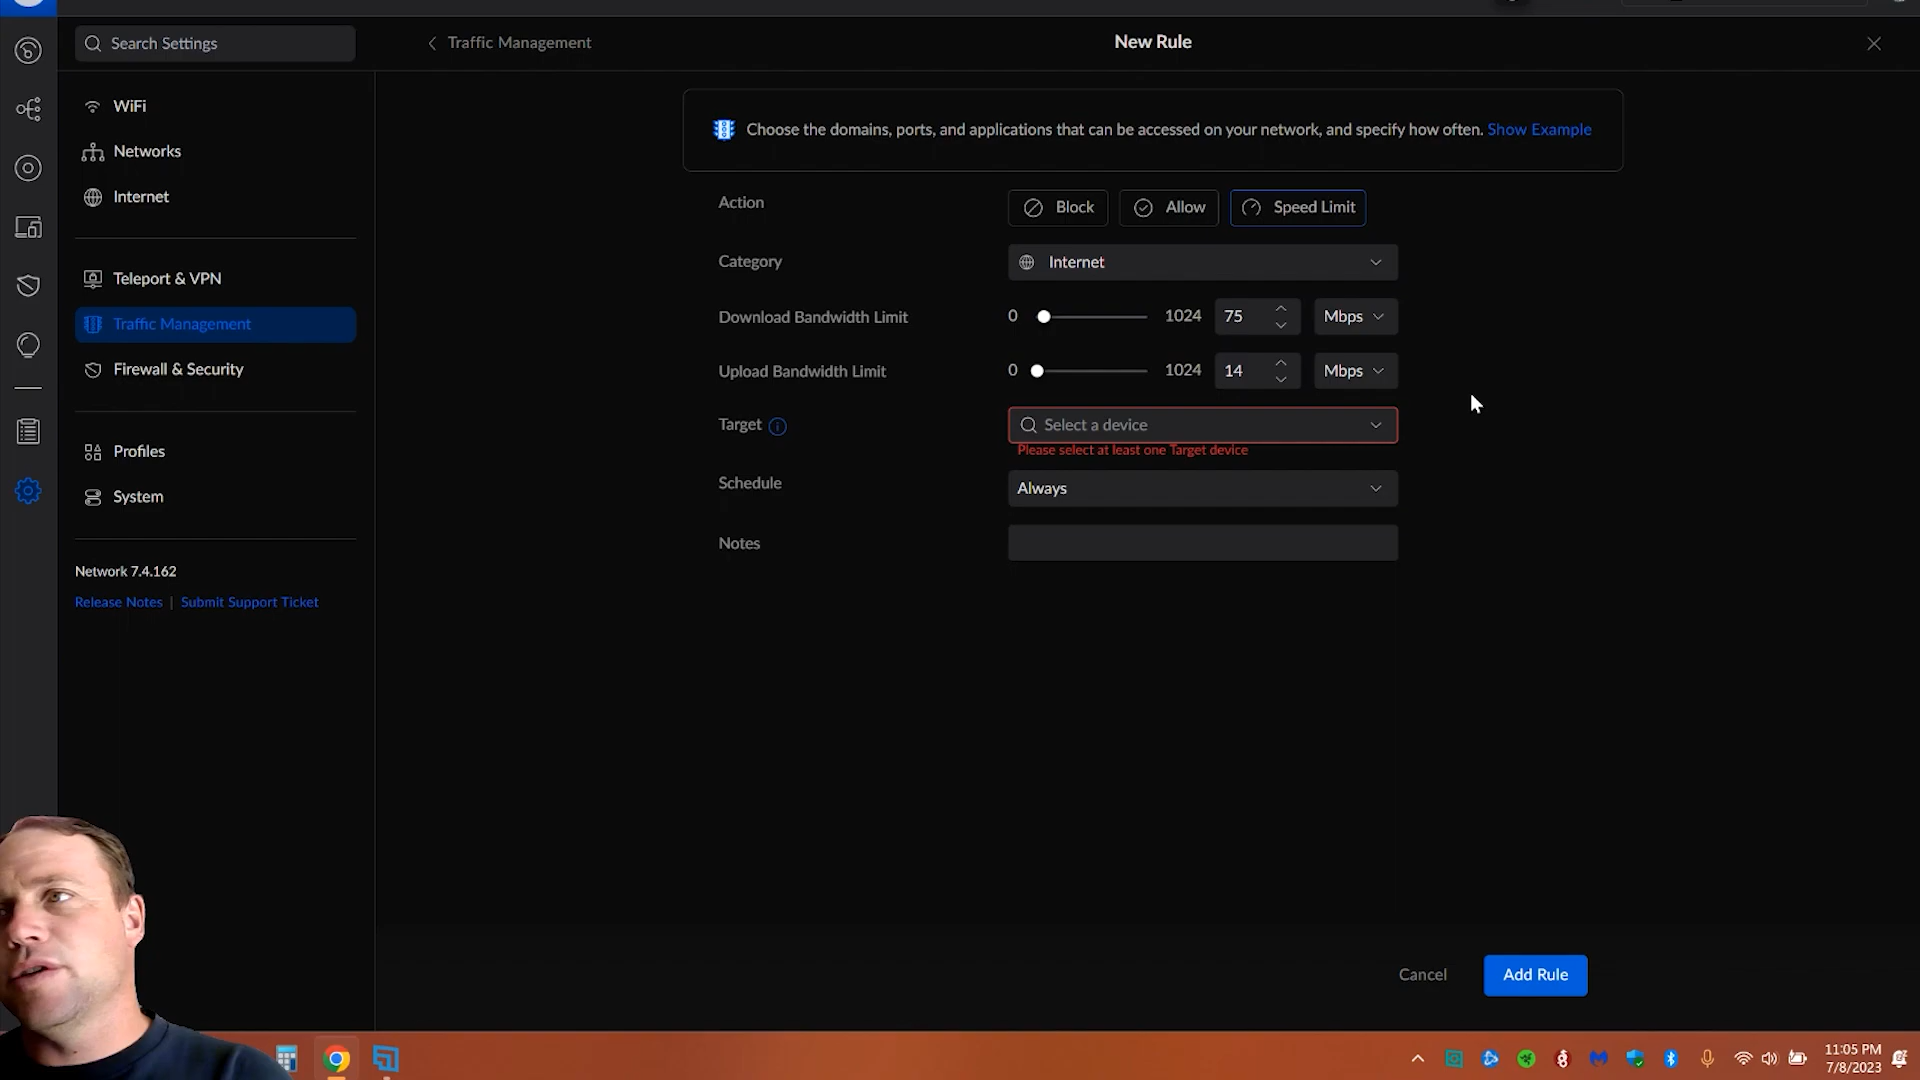 Search Settings
Traffic Management
New Rule
WiFi
Networks
Internet
Teleport & VPN
Traffic Management
Firewall & Security
Profiles
System
Network 7.4.162
Release Notes | Submit Support Ticket
Choose the domains, ports, and applications that can be accessed on your network, and specify how often. Show Example
Action
Block
Allow
Speed Limit
Category
Internet
Download Bandwidth Limit
0
1024
75
Mbps
Upload Bandwidth Limit
0
1024
14
Mbps
Target
Select a device
Please select at least one Target device
Schedule
Always
Notes
Cancel
Add Rule
11:05 PM
7/8/2023